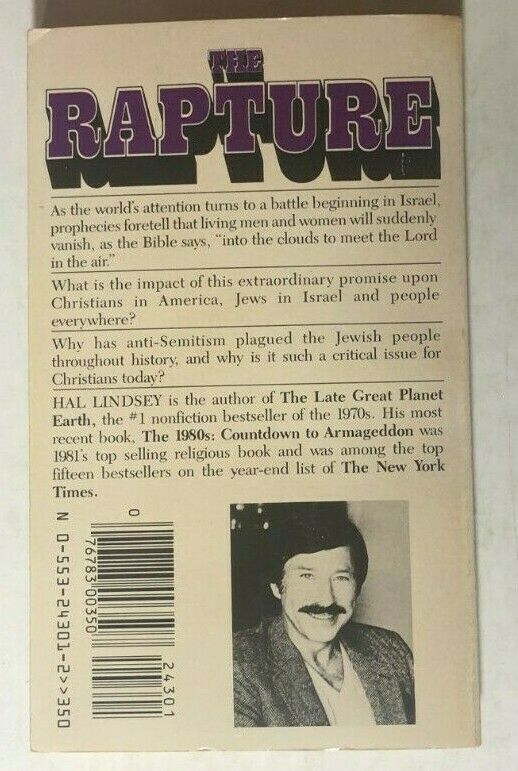 THE
RAPTURE
As the world's attention turns to a battle beginning in Israel,
prophecies foretell that living men and women will suddenly
vanish, as the Bible says, "into the clouds to meet the Lord
in the air."
What is the impact of this extraordinary promise upon
Christians in America, Jews in Israel and people
everywhere?
Why has anti-Semitism plagued the Jewish people
throughout history, and why is it such a critical issue for
Christians today?
HAL LINDSEY is the author of The Late Great Planet
Earth, the #1 nonfiction bestseller of the 1970s. His most
recent book, The 1980s: Countdown to Armageddon was
1981's top selling religious book and was among the top
fifteen bestsellers on the year-end list of The New York
Times.
N 0-553-24301-2>>350
0
76783 00350
24301